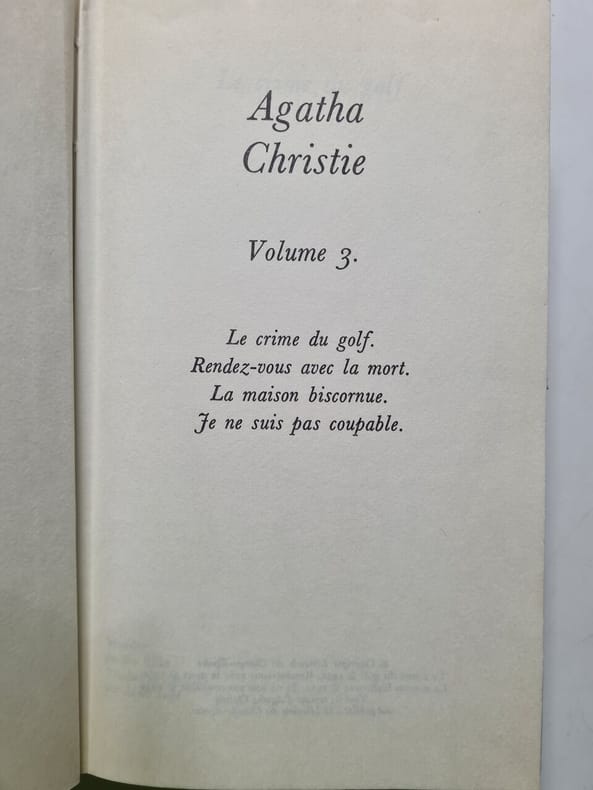 Agatha
Christie
Volume 3.
Le crime du golf.
Rendez-vous avec la mort.
La maison biscornue.
Je ne suis pas coupable.